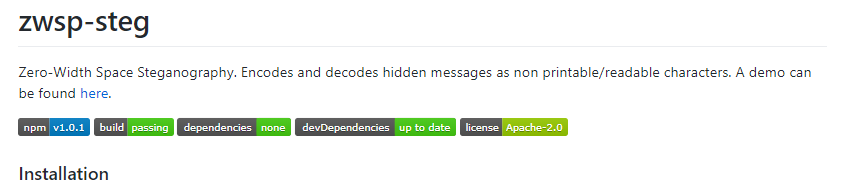 zwsp-steg
Zero-Width Space Steganography. Encodes and decodes hidden messages as non printable/readable characters. A demo can
be found here.
npm v1.0.1 build passing dependencies none devDependencies up to date license Apache-2.0
Installation